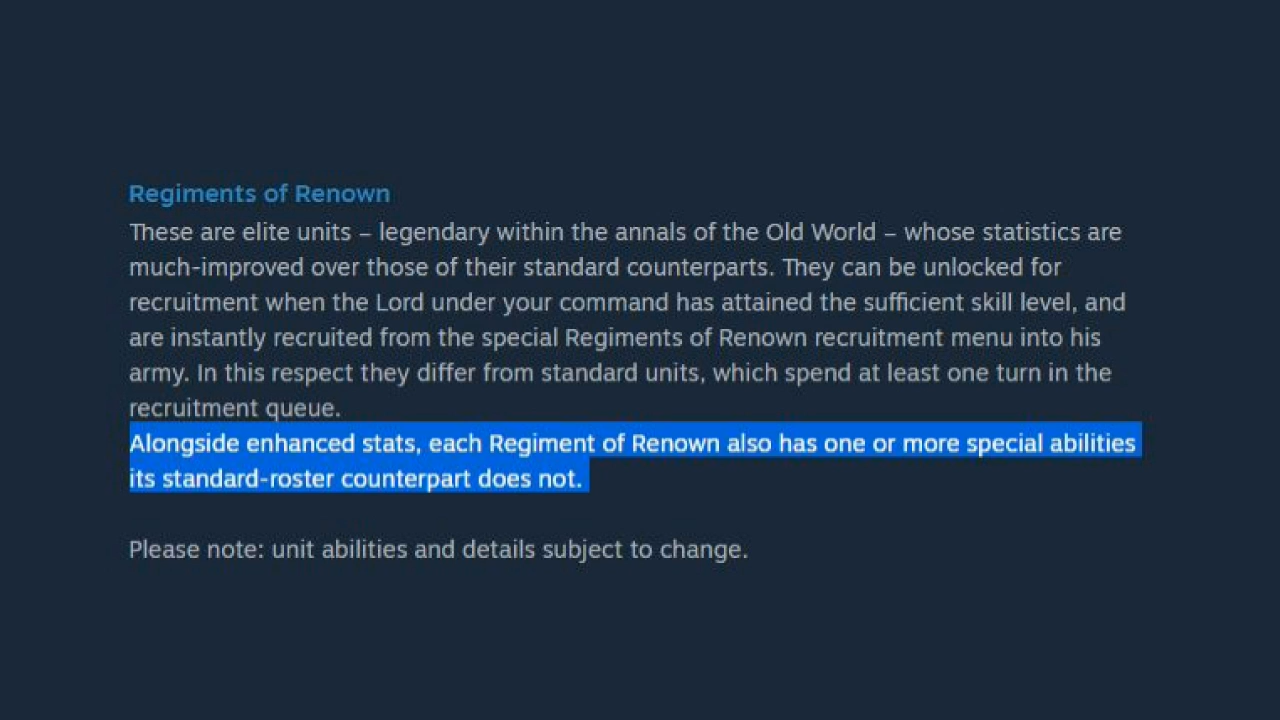 Regiments of Renown
These are elite units – legendary within the annals of the Old World – whose statistics are
much-improved over those of their standard counterparts. They can be unlocked for
recruitment when the Lord under your command has attained the sufficient skill level, and
are instantly recruited from the special Regiments of Renown recruitment menu into his
army. In this respect they differ from standard units, which spend at least one turn in the
recruitment queue.
Alongside enhanced stats, each Regiment of Renown also has one or more special abilities
its standard-roster counterpart does not.
Please note: unit abilities and details subject to change.